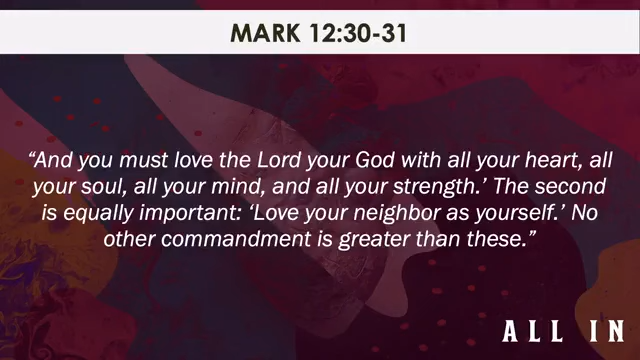 MARK 12:30-31
“And you must love the Lord your God with all your heart, all
your soul, all your mind, and all your strength.’ The second
is equally important: ‘Love your neighbor as yourself.’ No
other commandment is greater than these.”
ALL IN